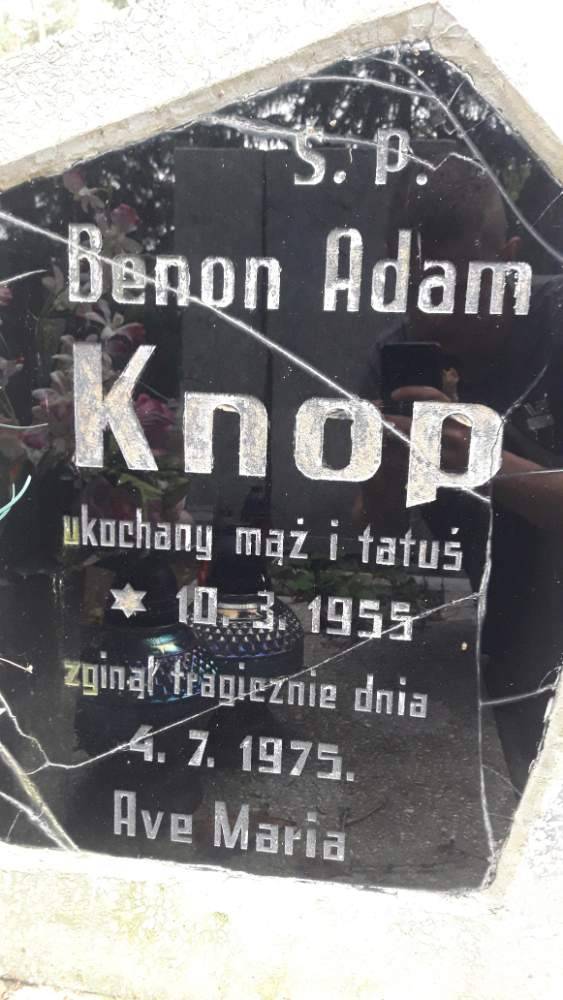 Ś. P.
Benon Adam
Knop
ukochany mąż i tatuś
10. 3. 1955
zginął tragicznie dnia
4. 7. 1975.
Ave Maria